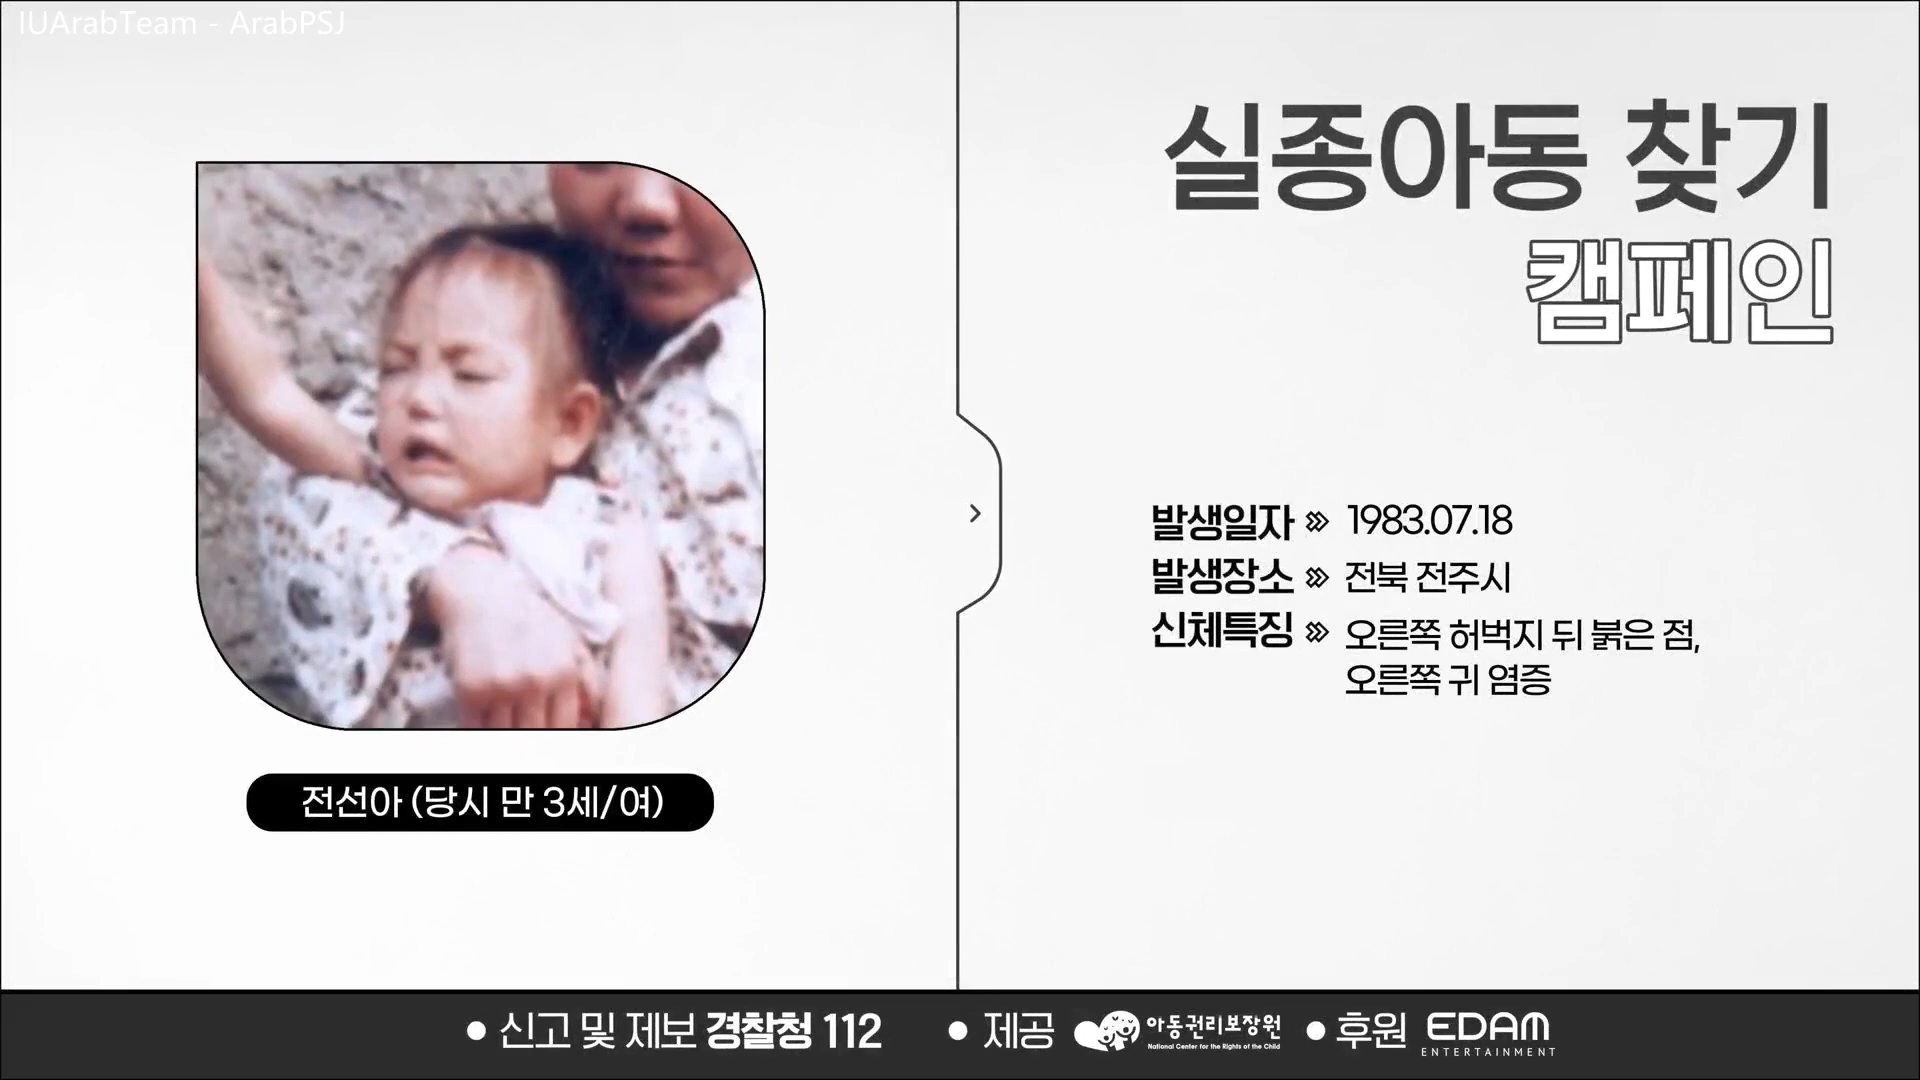 IUArabTeam - ArabPSJ
실종아동 찾기
캠페인
전선아 (당시 만 3세/여)
발생일자 » 1983.07.18
발생장소 » 전북 전주시
신체특징 » 오른쪽 허벅지 뒤 붉은 점,
오른쪽 귀 염증
• 신고 및 제보 경찰청 112 • 제공 아동권리보장원 National Center for the Rights of the Child • 후원 EDAM ENTERTAINMENT